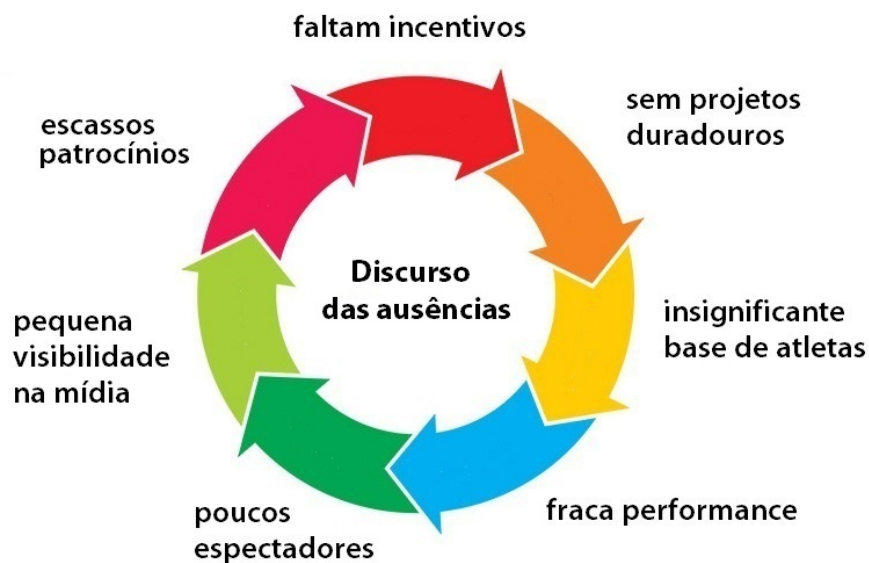 faltam incentivos
sem projetos
duradouros
insignificante
base de atletas
fraca performance
poucos
espectadores
pequena
visibilidade
na mídia
escassos
patrocínios
Discurso
das ausências